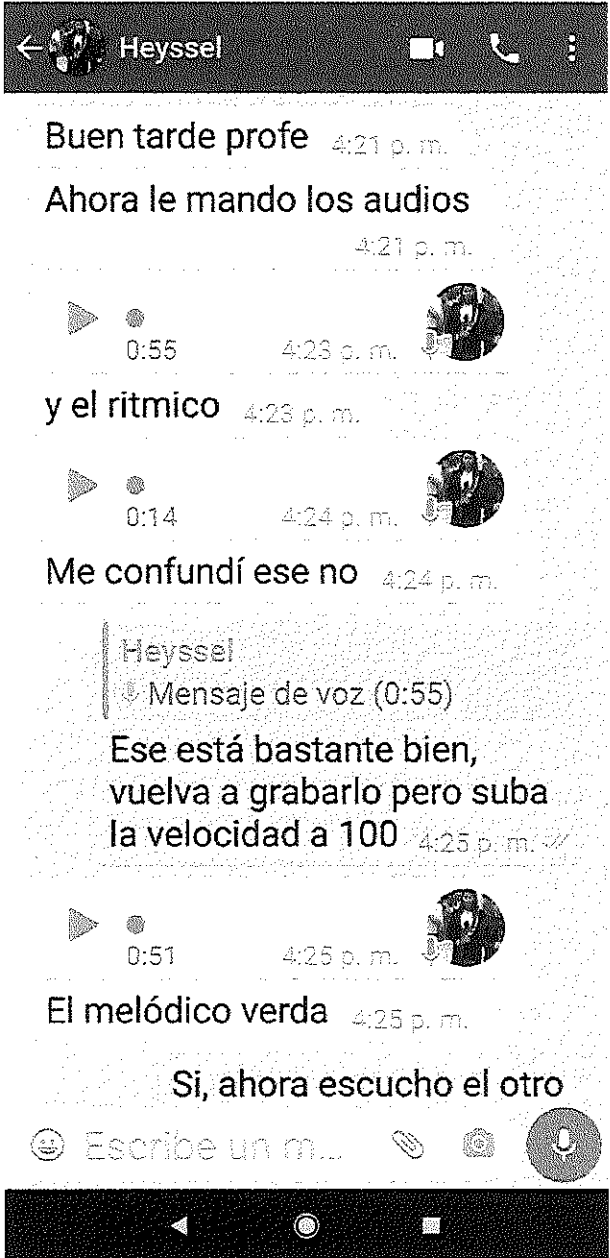 Heyssel
Buen tarde profe 4:21 p. m.
Ahora le mando los audios
4:21 p. m.
0:55 4:23 p. m.
y el ritmico 4:23 p. m.
0:14 4:24 p. m.
Me confundí ese no 4:24 p. m.
Heyssel
Mensaje de voz (0:55)
Ese está bastante bien,
vuelva a grabarlo pero suba
la velocidad a 100 4:25 p. m.
0:51 4:25 p. m.
El melódico verda 4:25 p. m.
Si, ahora escucho el otro
Escribe un m...